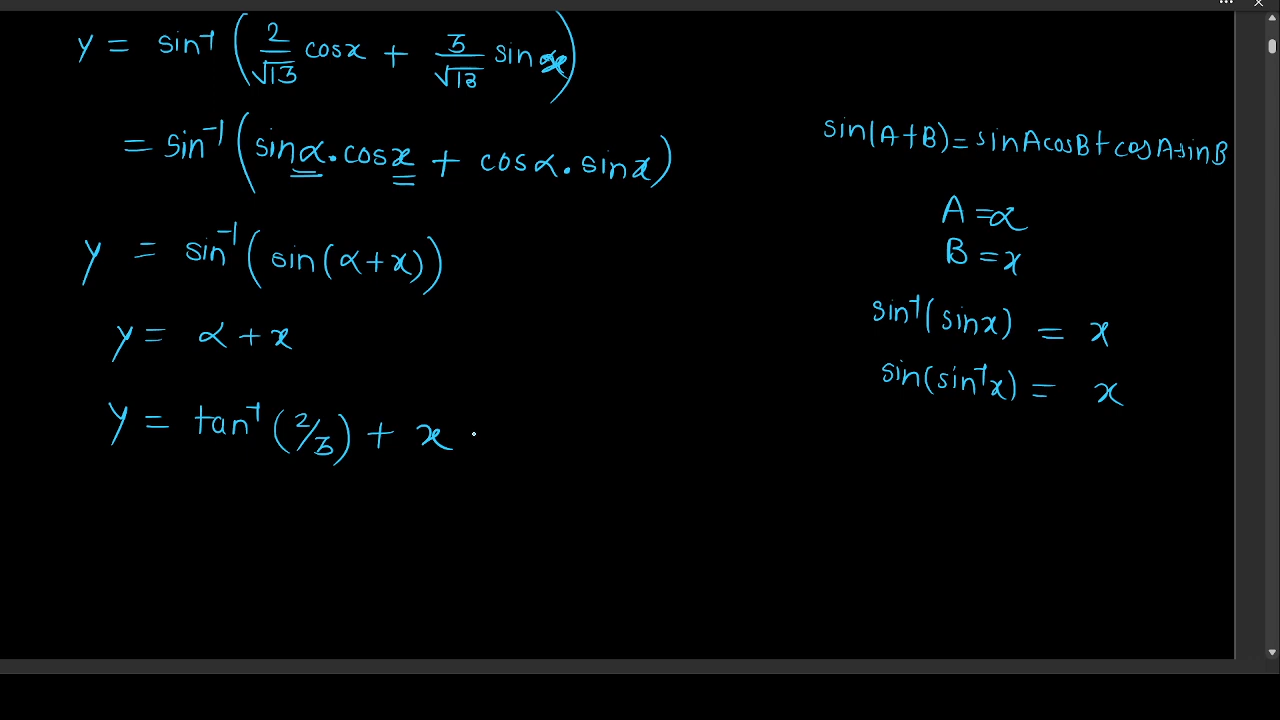 y = sin⁻¹ ( 2/√13 cosx + 3/√13 sin x )
= sin⁻¹ ( sinα.cosx + cosα.sinx )
y = sin⁻¹ ( sin(α+x) )
y = α + x
y = tan⁻¹ (2/3) + x
sin(A+B)=sinAcosB+cosAsinB
A = α
B = x
sin⁻¹(sinx) = x
sin(sin⁻¹x) = x